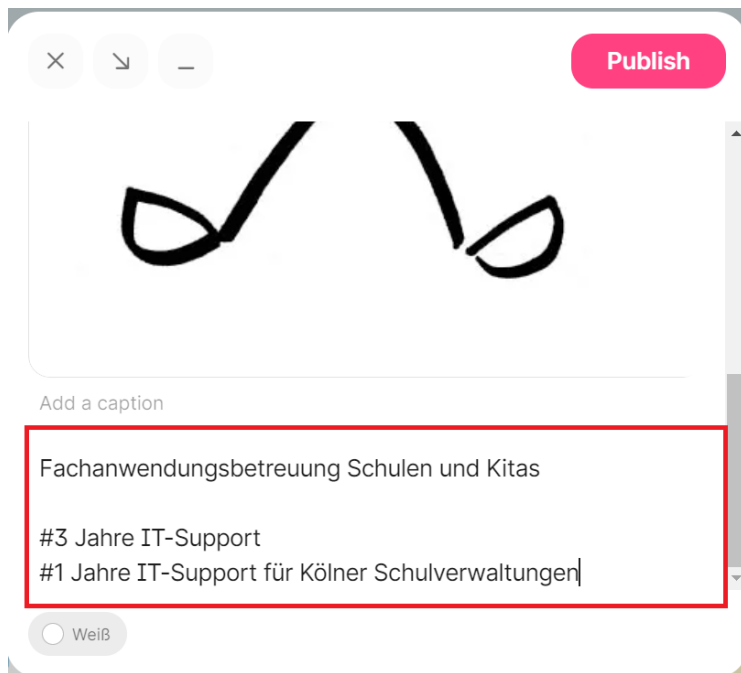 Publish
Add a caption
Fachanwendungsbetreuung Schulen und Kitas
#3 Jahre IT-Support
#1 Jahre IT-Support für Kölner Schulverwaltungen
Weiß